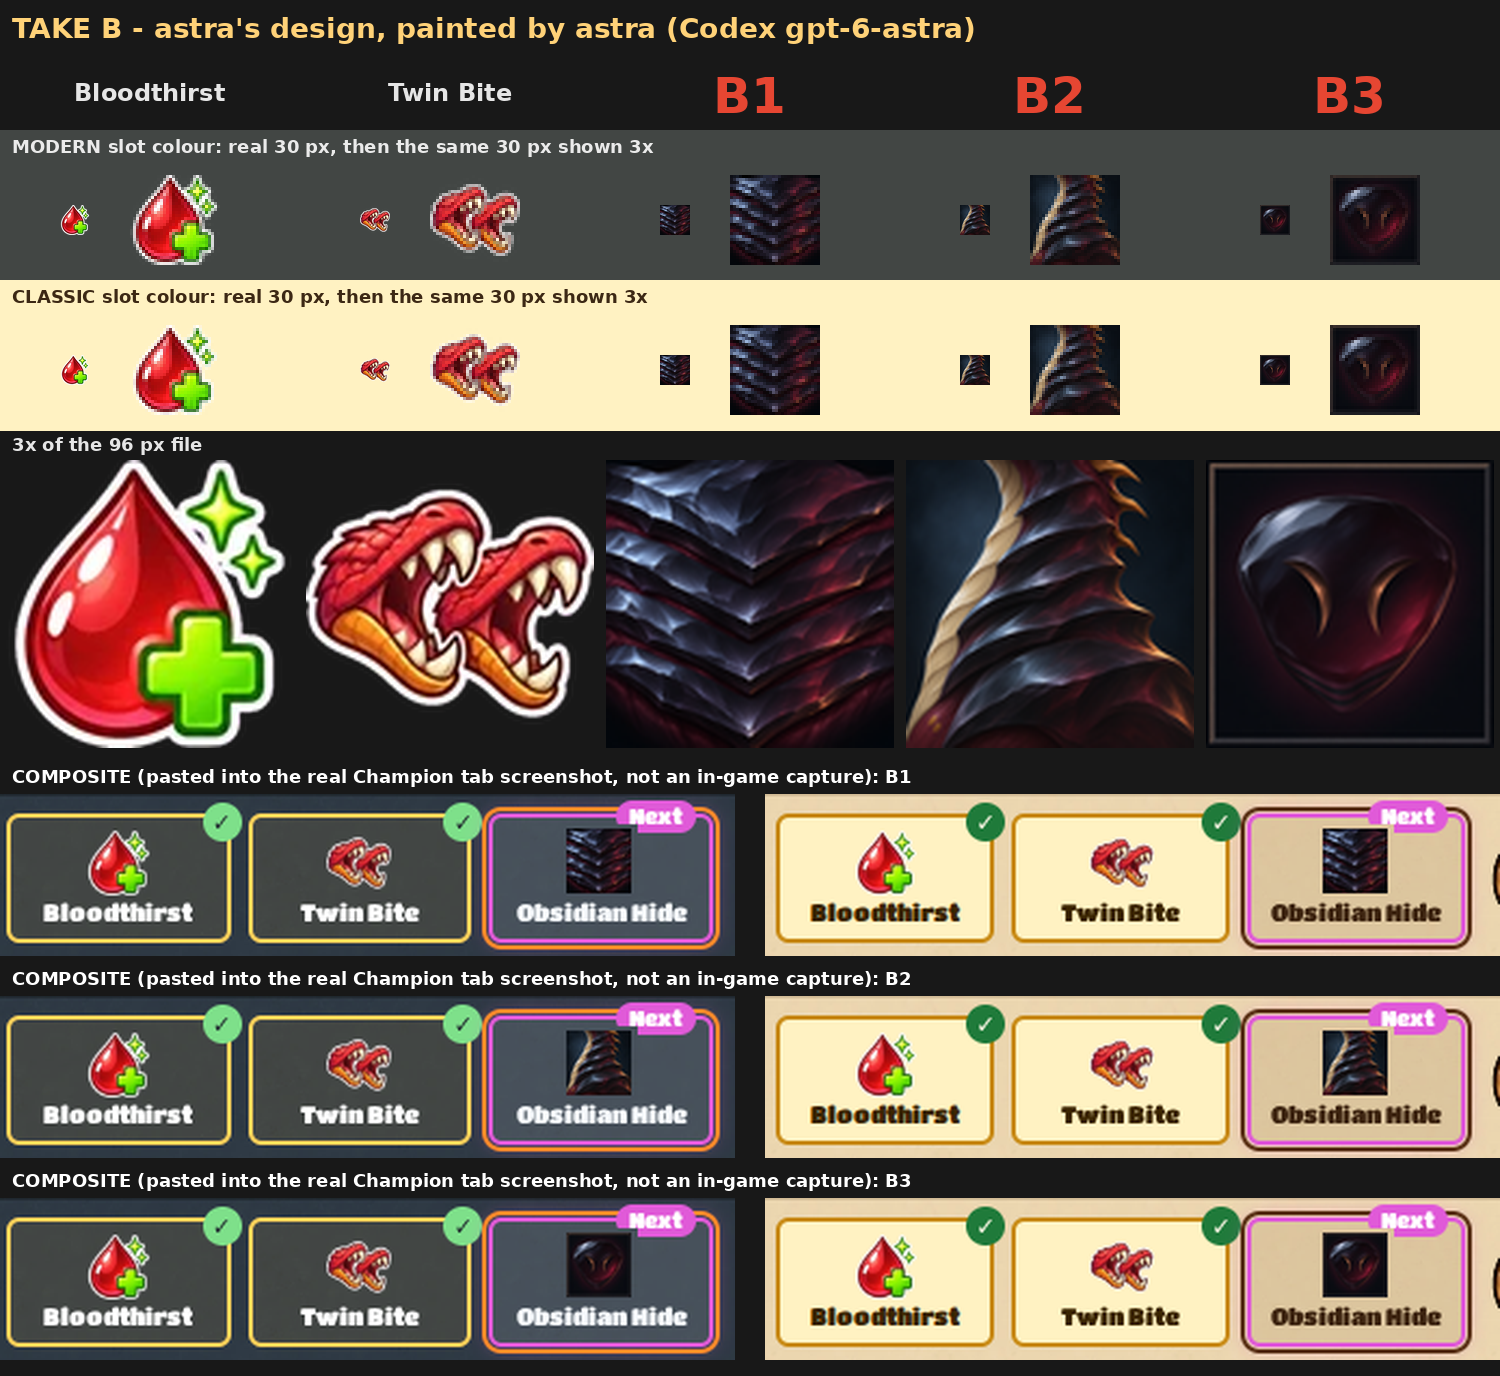 TAKE B - astra's design, painted by astra (Codex gpt-6-astra)
Bloodthirst Twin Bite B1 B2 B3
MODERN slot colour: real 30 px, then the same 30 px shown 3x
CLASSIC slot colour: real 30 px, then the same 30 px shown 3x
3x of the 96 px file
COMPOSITE (pasted into the real Champion tab screenshot, not an in-game capture): B1
Next Next
Bloodthirst Twin Bite Obsidian Hide Bloodthirst Twin Bite Obsidian Hide
COMPOSITE (pasted into the real Champion tab screenshot, not an in-game capture): B2
Next Next
Bloodthirst Twin Bite Obsidian Hide Bloodthirst Twin Bite Obsidian Hide
COMPOSITE (pasted into the real Champion tab screenshot, not an in-game capture): B3
Next Next
Bloodthirst Twin Bite Obsidian Hide Bloodthirst Twin Bite Obsidian Hide